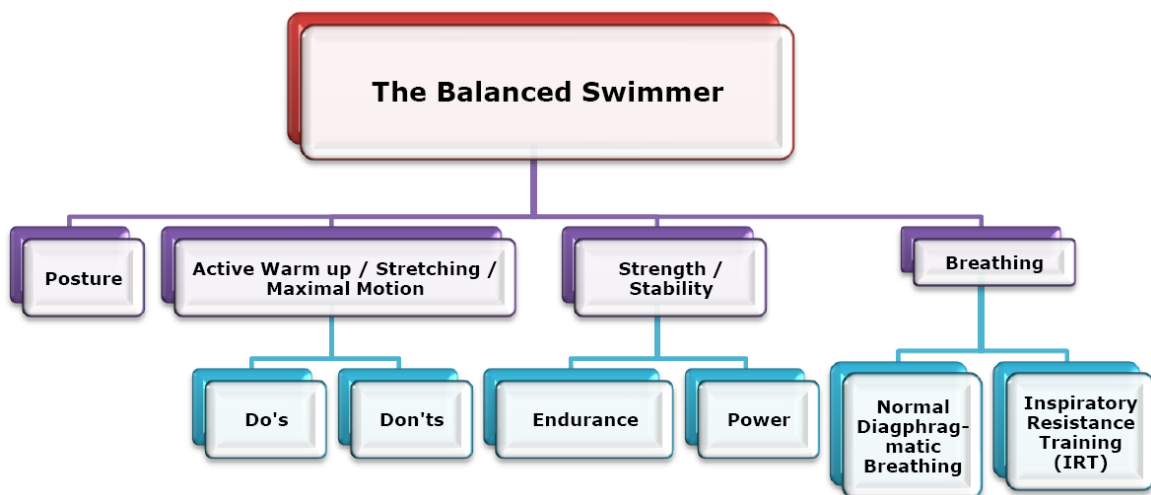 The Balanced Swimmer
Posture
Active Warm up / Stretching /
Maximal Motion
Strength /
Stability
Breathing
Do's
Don'ts
Endurance
Power
Normal
Diagphrag-
matic
Breathing
Inspiratory
Resistance
Training
(IRT)